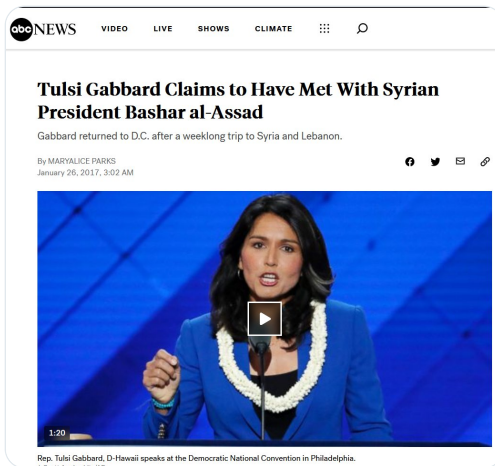 abc NEWS VIDEO LIVE SHOWS CLIMATE
Tulsi Gabbard Claims to Have Met With Syrian
President Bashar al-Assad
Gabbard returned to D.C. after a weeklong trip to Syria and Lebanon.
By MARYALICE PARKS
January 26, 2017, 3:02 AM
1:20
Rep. Tulsi Gabbard, D-Hawaii speaks at the Democratic National Convention in Philadelphia.